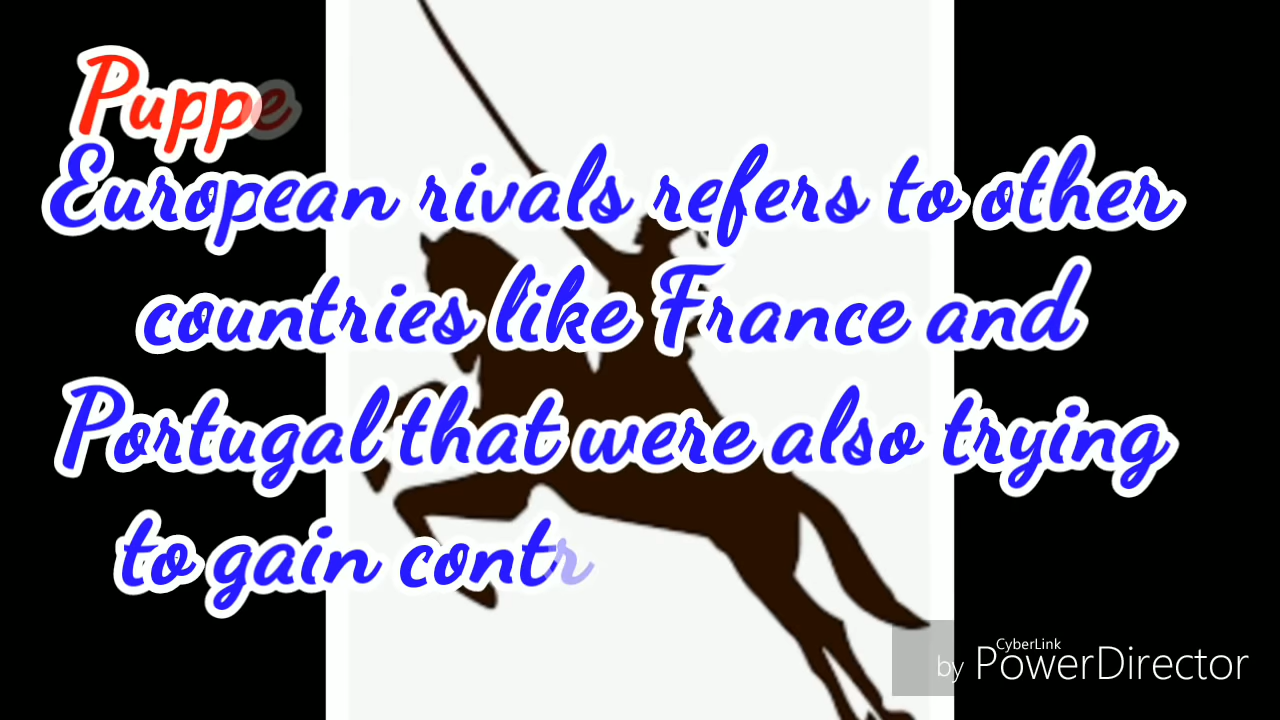 Puppe
European rivals refers to other
countries like France and
Portugal that were also trying
to gain contr
CyberLink
by PowerDirector